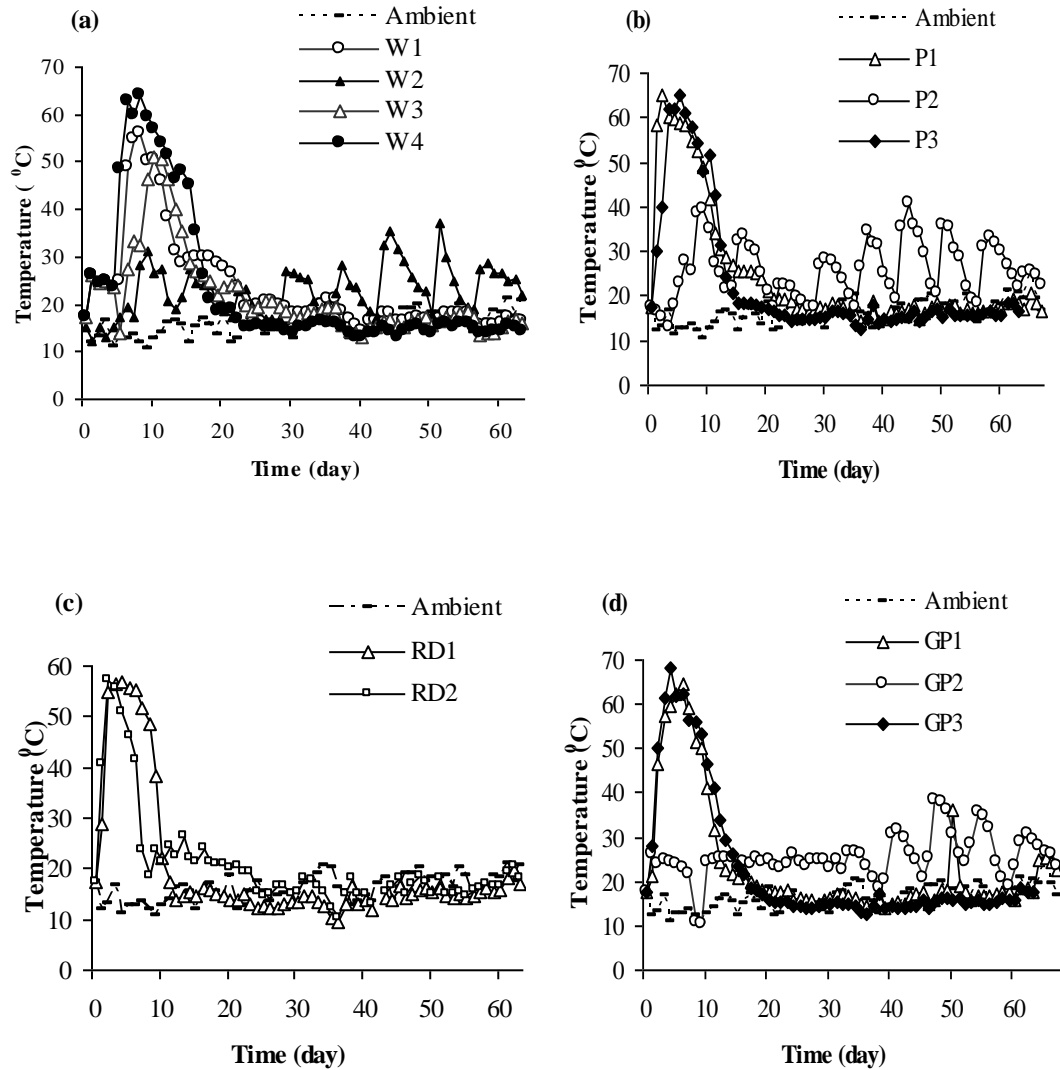 (a)
Ambient
W1
W2
W3
W4
Temperature ( ⁰C)
70
60
50
40
30
20
10
0
0 10 20 30 40 50 60
Time (day)
(b)
Ambient
P1
P2
P3
Temperature ⁰(C)
70
60
50
40
30
20
10
0
0 10 20 30 40 50 60
Time (day)
(c)
Ambient
RD1
RD2
Temperature ⁰(C)
60
50
40
30
20
10
0
0 10 20 30 40 50 60
Time (day)
(d)
Ambient
GP1
GP2
GP3
Temperature ⁰(C)
70
60
50
40
30
20
10
0
0 10 20 30 40 50 60
Time (day)